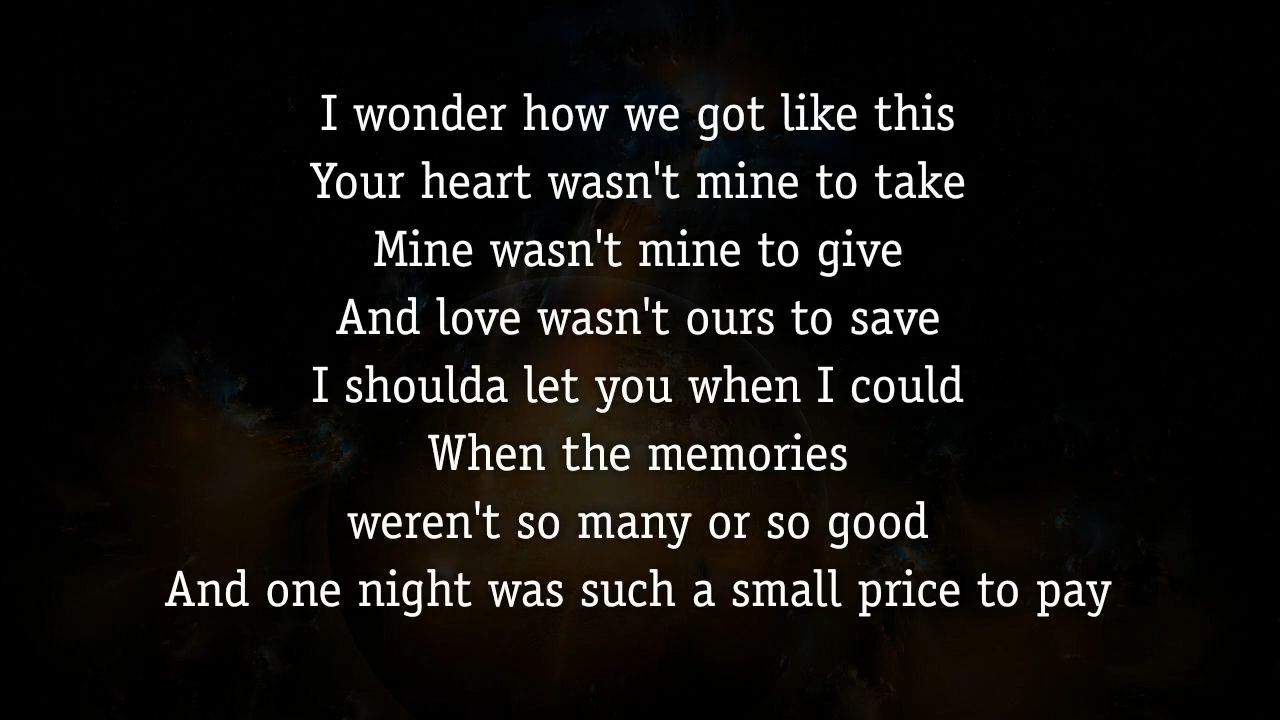 I wonder how we got like this
Your heart wasn't mine to take
Mine wasn't mine to give
And love wasn't ours to save
I shoulda let you when I could
When the memories
weren't so many or so good
And one night was such a small price to pay